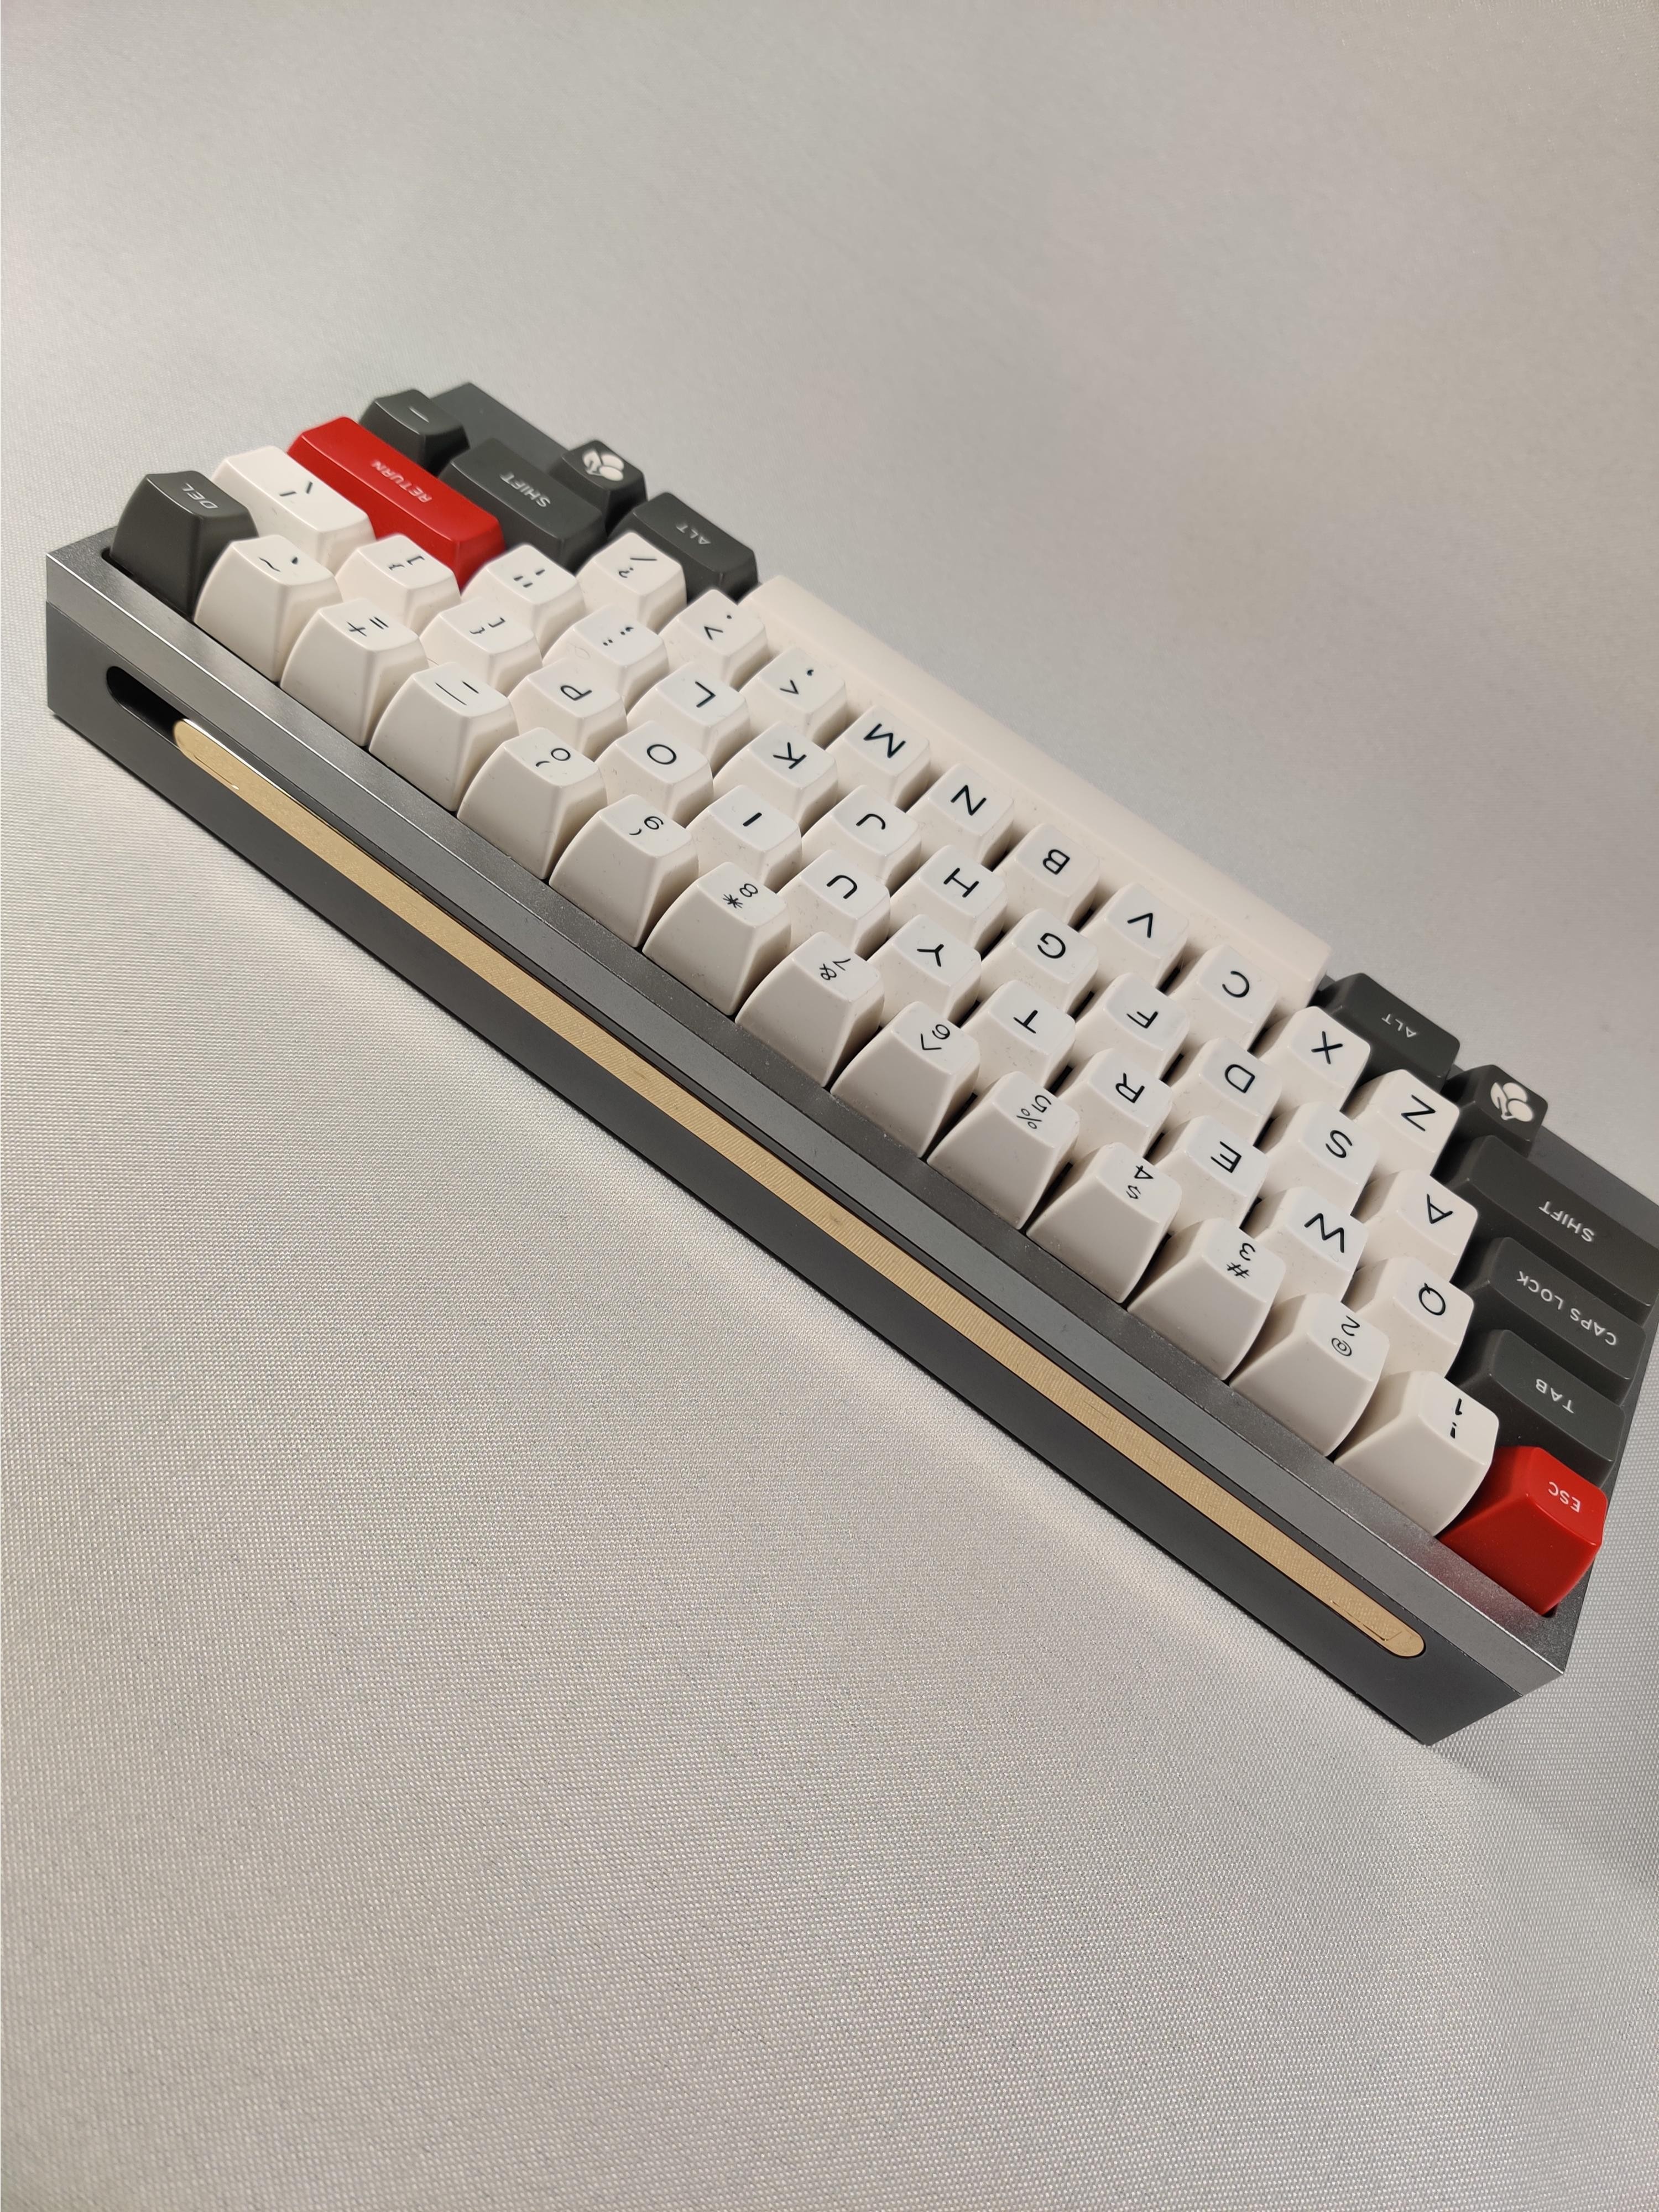 ESC ! 1 @ 2 # 3 $ 4 % 5 ^ 6 & 7 * 8 ( 9 ) 0 _ - + = ~ ` DEL
TAB Q W E R T Y U I O P { [ } ] | \
CAPS LOCK A S D F G H J K L : ; " ' RETURN
SHIFT Z X C V B N M < , > . ? / SHIFT
ALT ALT